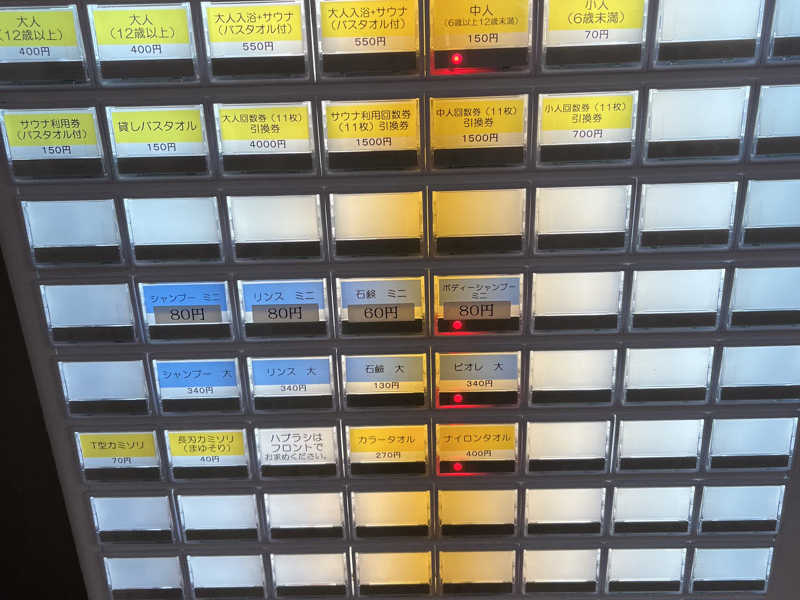 大人
（12歳以上）
400円
大人
（12歳以上）
400円
大人入浴+サウナ
（バスタオル付）
550円
大人入浴+サウナ
（バスタオル付）
550円
中人
（6歳以上12歳未満）
150円
小人
（6歳未満）
70円
サウナ利用券
（バスタオル付）
150円
貸しバスタオル
150円
大人回数券（11枚）
引換券
4000円
サウナ利用回数券
（11枚）引換券
1500円
中人回数券（11枚）
引換券
1500円
小人回数券（11枚）
引換券
700円
シャンプー ミニ
80円
リンス ミニ
80円
石鹸 ミニ
60円
ボディーシャンプー
ミニ
80円
シャンプー 大
340円
リンス 大
340円
石鹸 大
130円
ビオレ 大
340円
T型カミソリ
70円
長刃カミソリ
（まゆそり）
40円
ハブラシは
フロントで
お求めください。
カラータオル
270円
ナイロンタオル
400円